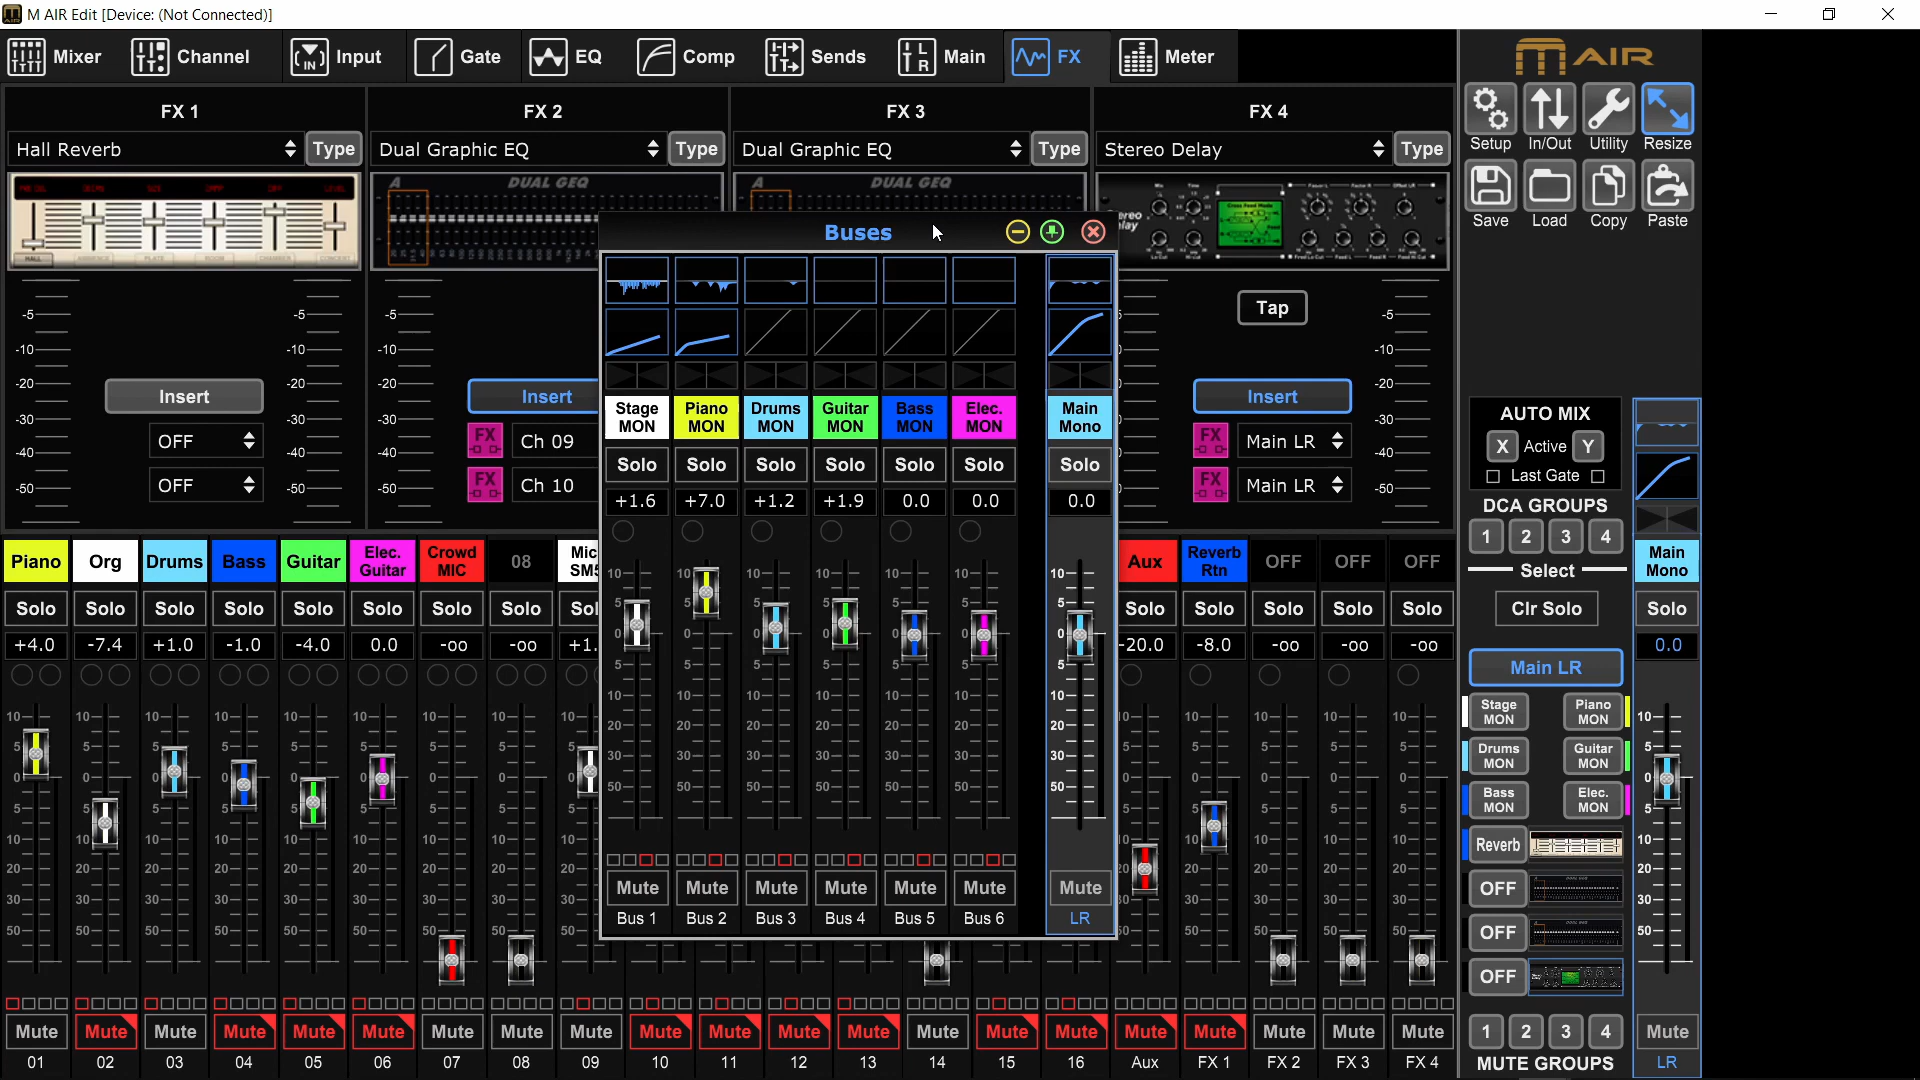 M AIR Edit [Device: (Not Connected)]
Mixer Channel Input Gate EQ Comp Sends Main FX Meter
M AIR
Setup In/Out Utility Resize
Save Load Copy Paste
FX 1 FX 2 FX 3 FX 4
Hall Reverb Type Dual Graphic EQ Type Dual Graphic EQ Type Stereo Delay Type
A DUAL GEQ A DUAL GEQ
Buses
Tap
Insert Insert Insert
OFF FX Ch 09 FX Main LR
OFF FX Ch 10 FX Main LR
Stage MON Piano MON Drums MON Guitar MON Bass MON Elec. MON Main Mono
Solo Solo Solo Solo Solo Solo Solo
+1.6 +7.0 +1.2 +1.9 0.0 0.0 0.0
Mute Mute Mute Mute Mute Mute Mute
Bus 1 Bus 2 Bus 3 Bus 4 Bus 5 Bus 6 LR
Piano Org Drums Bass Guitar Elec. Guitar Crowd MIC 08 Aux Reverb Rtn OFF OFF OFF
Solo Solo Solo Solo Solo Solo Solo Solo Solo Solo Solo Solo Solo
+4.0 -7.4 +1.0 -1.0 -4.0 0.0 -oo -oo -20.0 -8.0 -oo -oo -oo
Mute Mute Mute Mute Mute Mute Mute Mute Mute Mute Mute Mute Mute Mute Mute Mute Mute Mute Mute Mute Mute
01 02 03 04 05 06 07 08 09 10 11 12 13 14 15 16 Aux FX 1 FX 2 FX 3 FX 4
AUTO MIX
X Active Y
Last Gate
DCA GROUPS
1 2 3 4
Select
Clr Solo
Main LR
Stage MON Piano MON
Drums MON Guitar MON
Bass MON Elec. MON
Reverb
OFF
OFF
OFF
1 2 3 4
MUTE GROUPS
Main Mono
Solo
0.0
Mute
LR